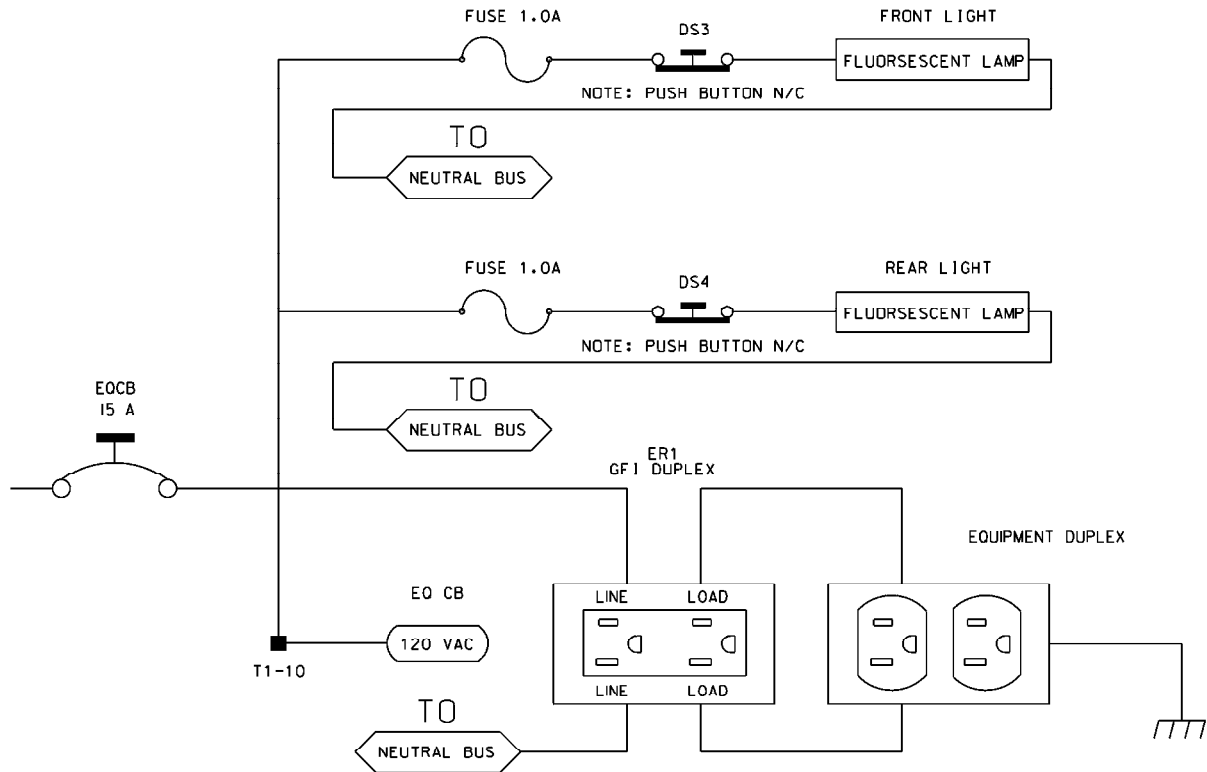 FUSE 1.0A
DS3
FRONT LIGHT
FLUORSESCENT LAMP
NOTE: PUSH BUTTON N/C
TO
NEUTRAL BUS
FUSE 1.0A
DS4
REAR LIGHT
FLUORSESCENT LAMP
NOTE: PUSH BUTTON N/C
TO
NEUTRAL BUS
EQCB
15 A
ER1
GFI DUPLEX
EQUIPMENT DUPLEX
EQ CB
120 VAC
T1-10
LINE LOAD
LINE LOAD
TO
NEUTRAL BUS